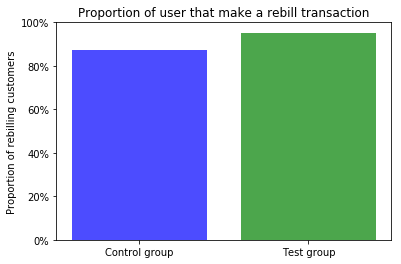 Proportion of user that make a rebill transaction
Proportion of rebilling customers
100%
80%
60%
40%
20%
0%
Control group
Test group